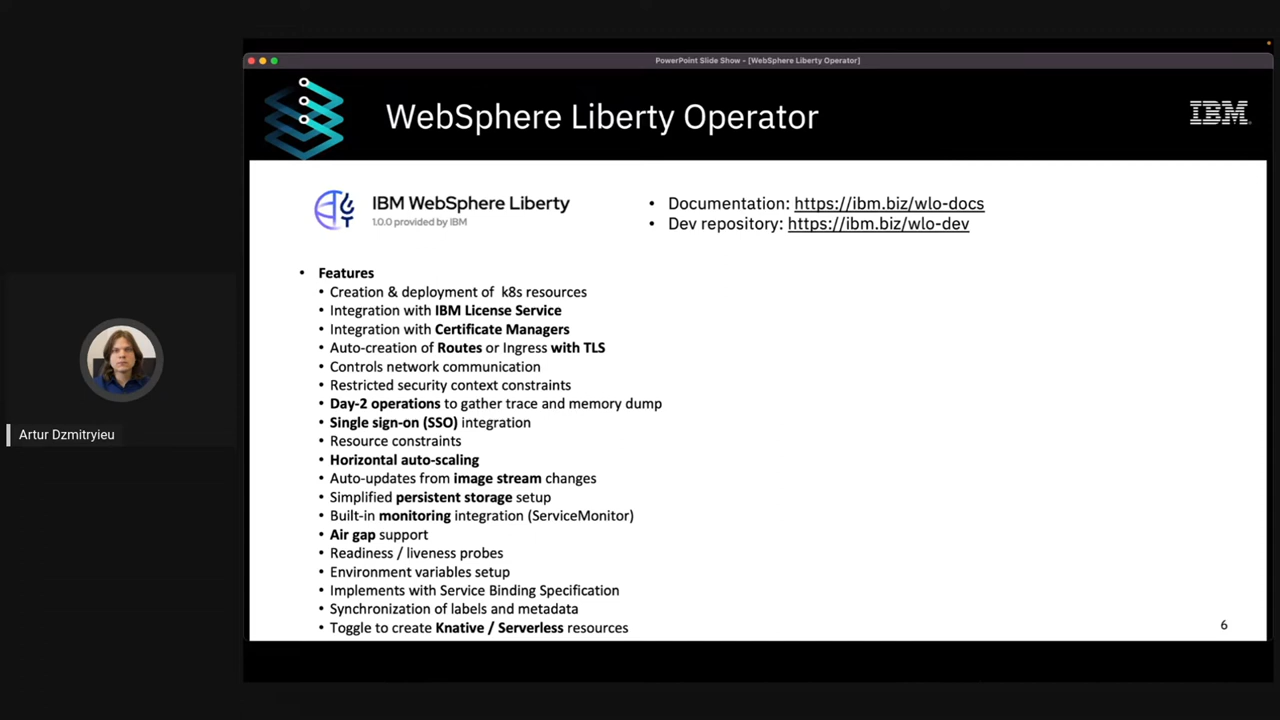 PowerPoint Slide Show - [WebSphere Liberty Operator]
WebSphere Liberty Operator
IBM
IBM WebSphere Liberty
1.0.0 provided by IBM
• Documentation: https://ibm.biz/wlo-docs
• Dev repository: https://ibm.biz/wlo-dev
• Features
• Creation & deployment of k8s resources
• Integration with IBM License Service
• Integration with Certificate Managers
• Auto-creation of Routes or Ingress with TLS
• Controls network communication
• Restricted security context constraints
• Day-2 operations to gather trace and memory dump
• Single sign-on (SSO) integration
• Resource constraints
• Horizontal auto-scaling
• Auto-updates from image stream changes
• Simplified persistent storage setup
• Built-in monitoring integration (ServiceMonitor)
• Air gap support
• Readiness / liveness probes
• Environment variables setup
• Implements with Service Binding Specification
• Synchronization of labels and metadata
• Toggle to create Knative / Serverless resources
6
Artur Dzmitryieu